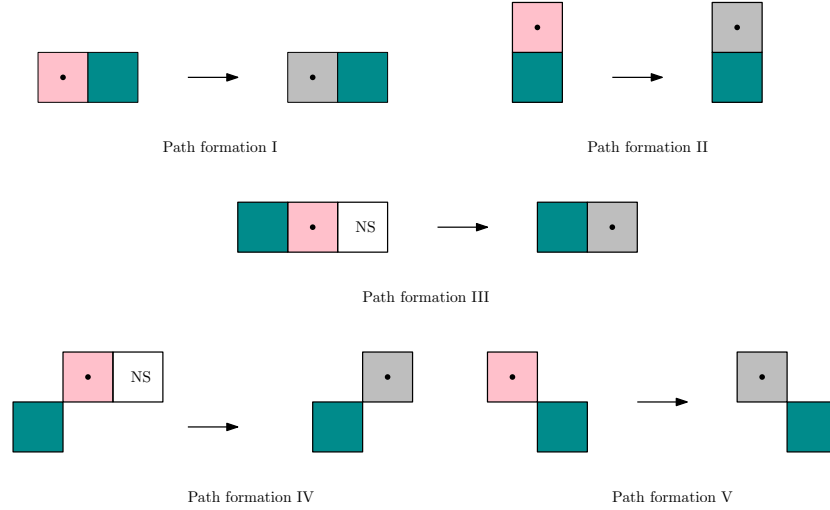 Path formation I
Path formation II
NS
Path formation III
NS
Path formation IV
Path formation V